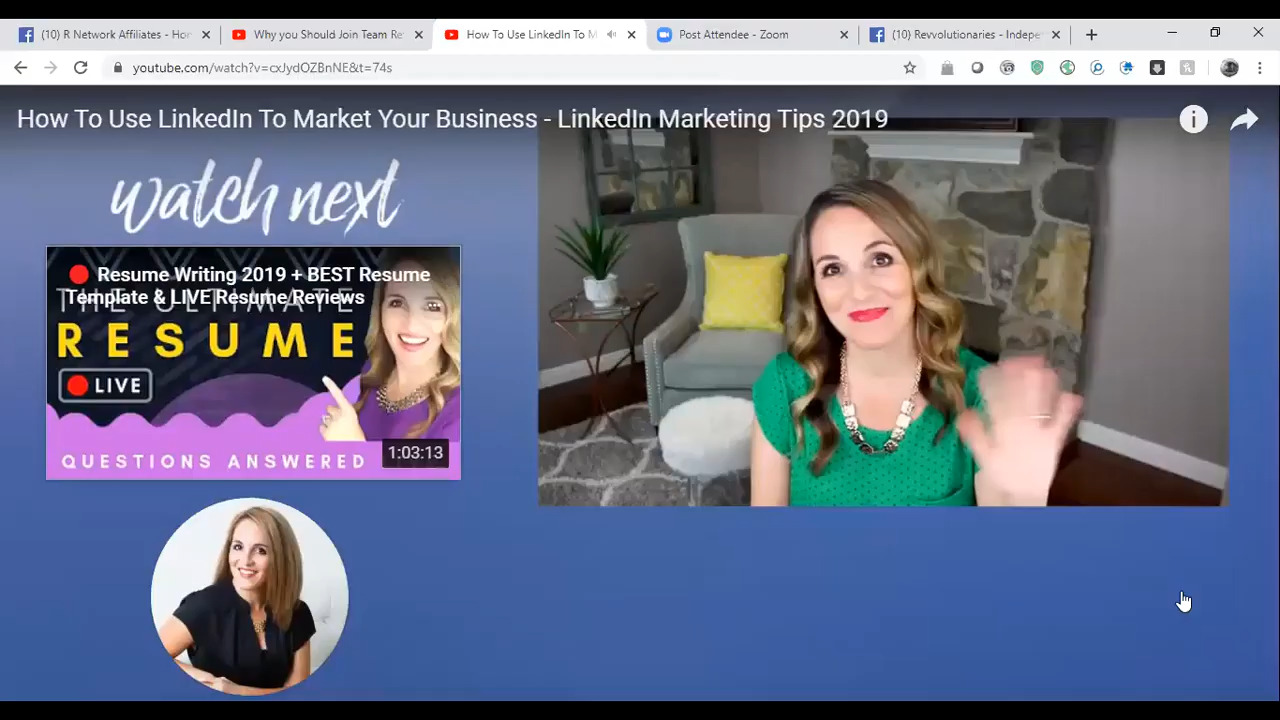 (10) R Network Affiliates - Hor
Why you Should Join Team Re
How To Use LinkedIn To M
Post Attendee - Zoom
(10) Revvolutionaries - Indepe
youtube.com/watch?v=cxJydOZBnNE&t=74s
How To Use LinkedIn To Market Your Business - LinkedIn Marketing Tips 2019
watch next
Resume Writing 2019 + BEST Resume
Template & LIVE Resume Reviews
THE ULTIMATE
RESUME
LIVE
1:03:13
QUESTIONS ANSWERED